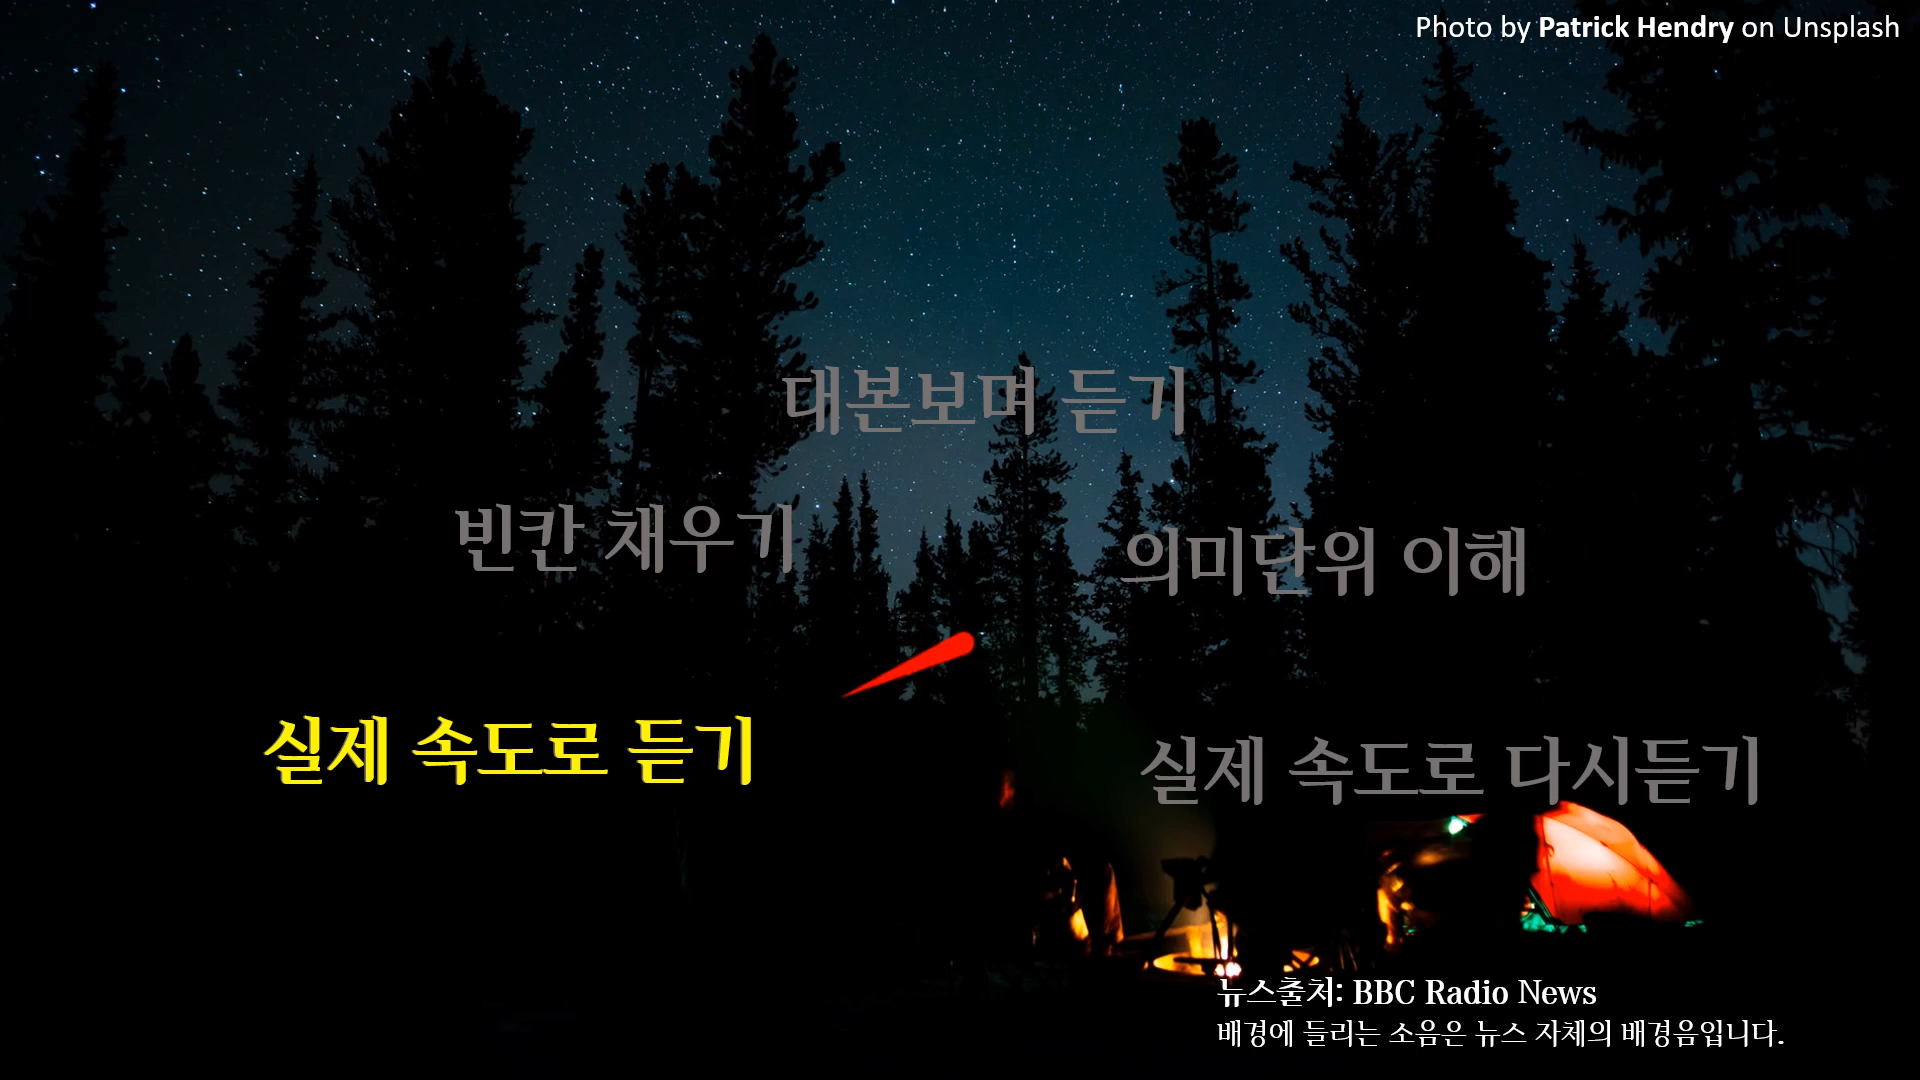 Photo by Patrick Hendry on Unsplash
대본보며 듣기
빈칸 채우기
의미단위 이해
실제 속도로 듣기
실제 속도로 다시듣기
뉴스출처: BBC Radio News
배경에 들리는 소음은 뉴스 자체의 배경음입니다.